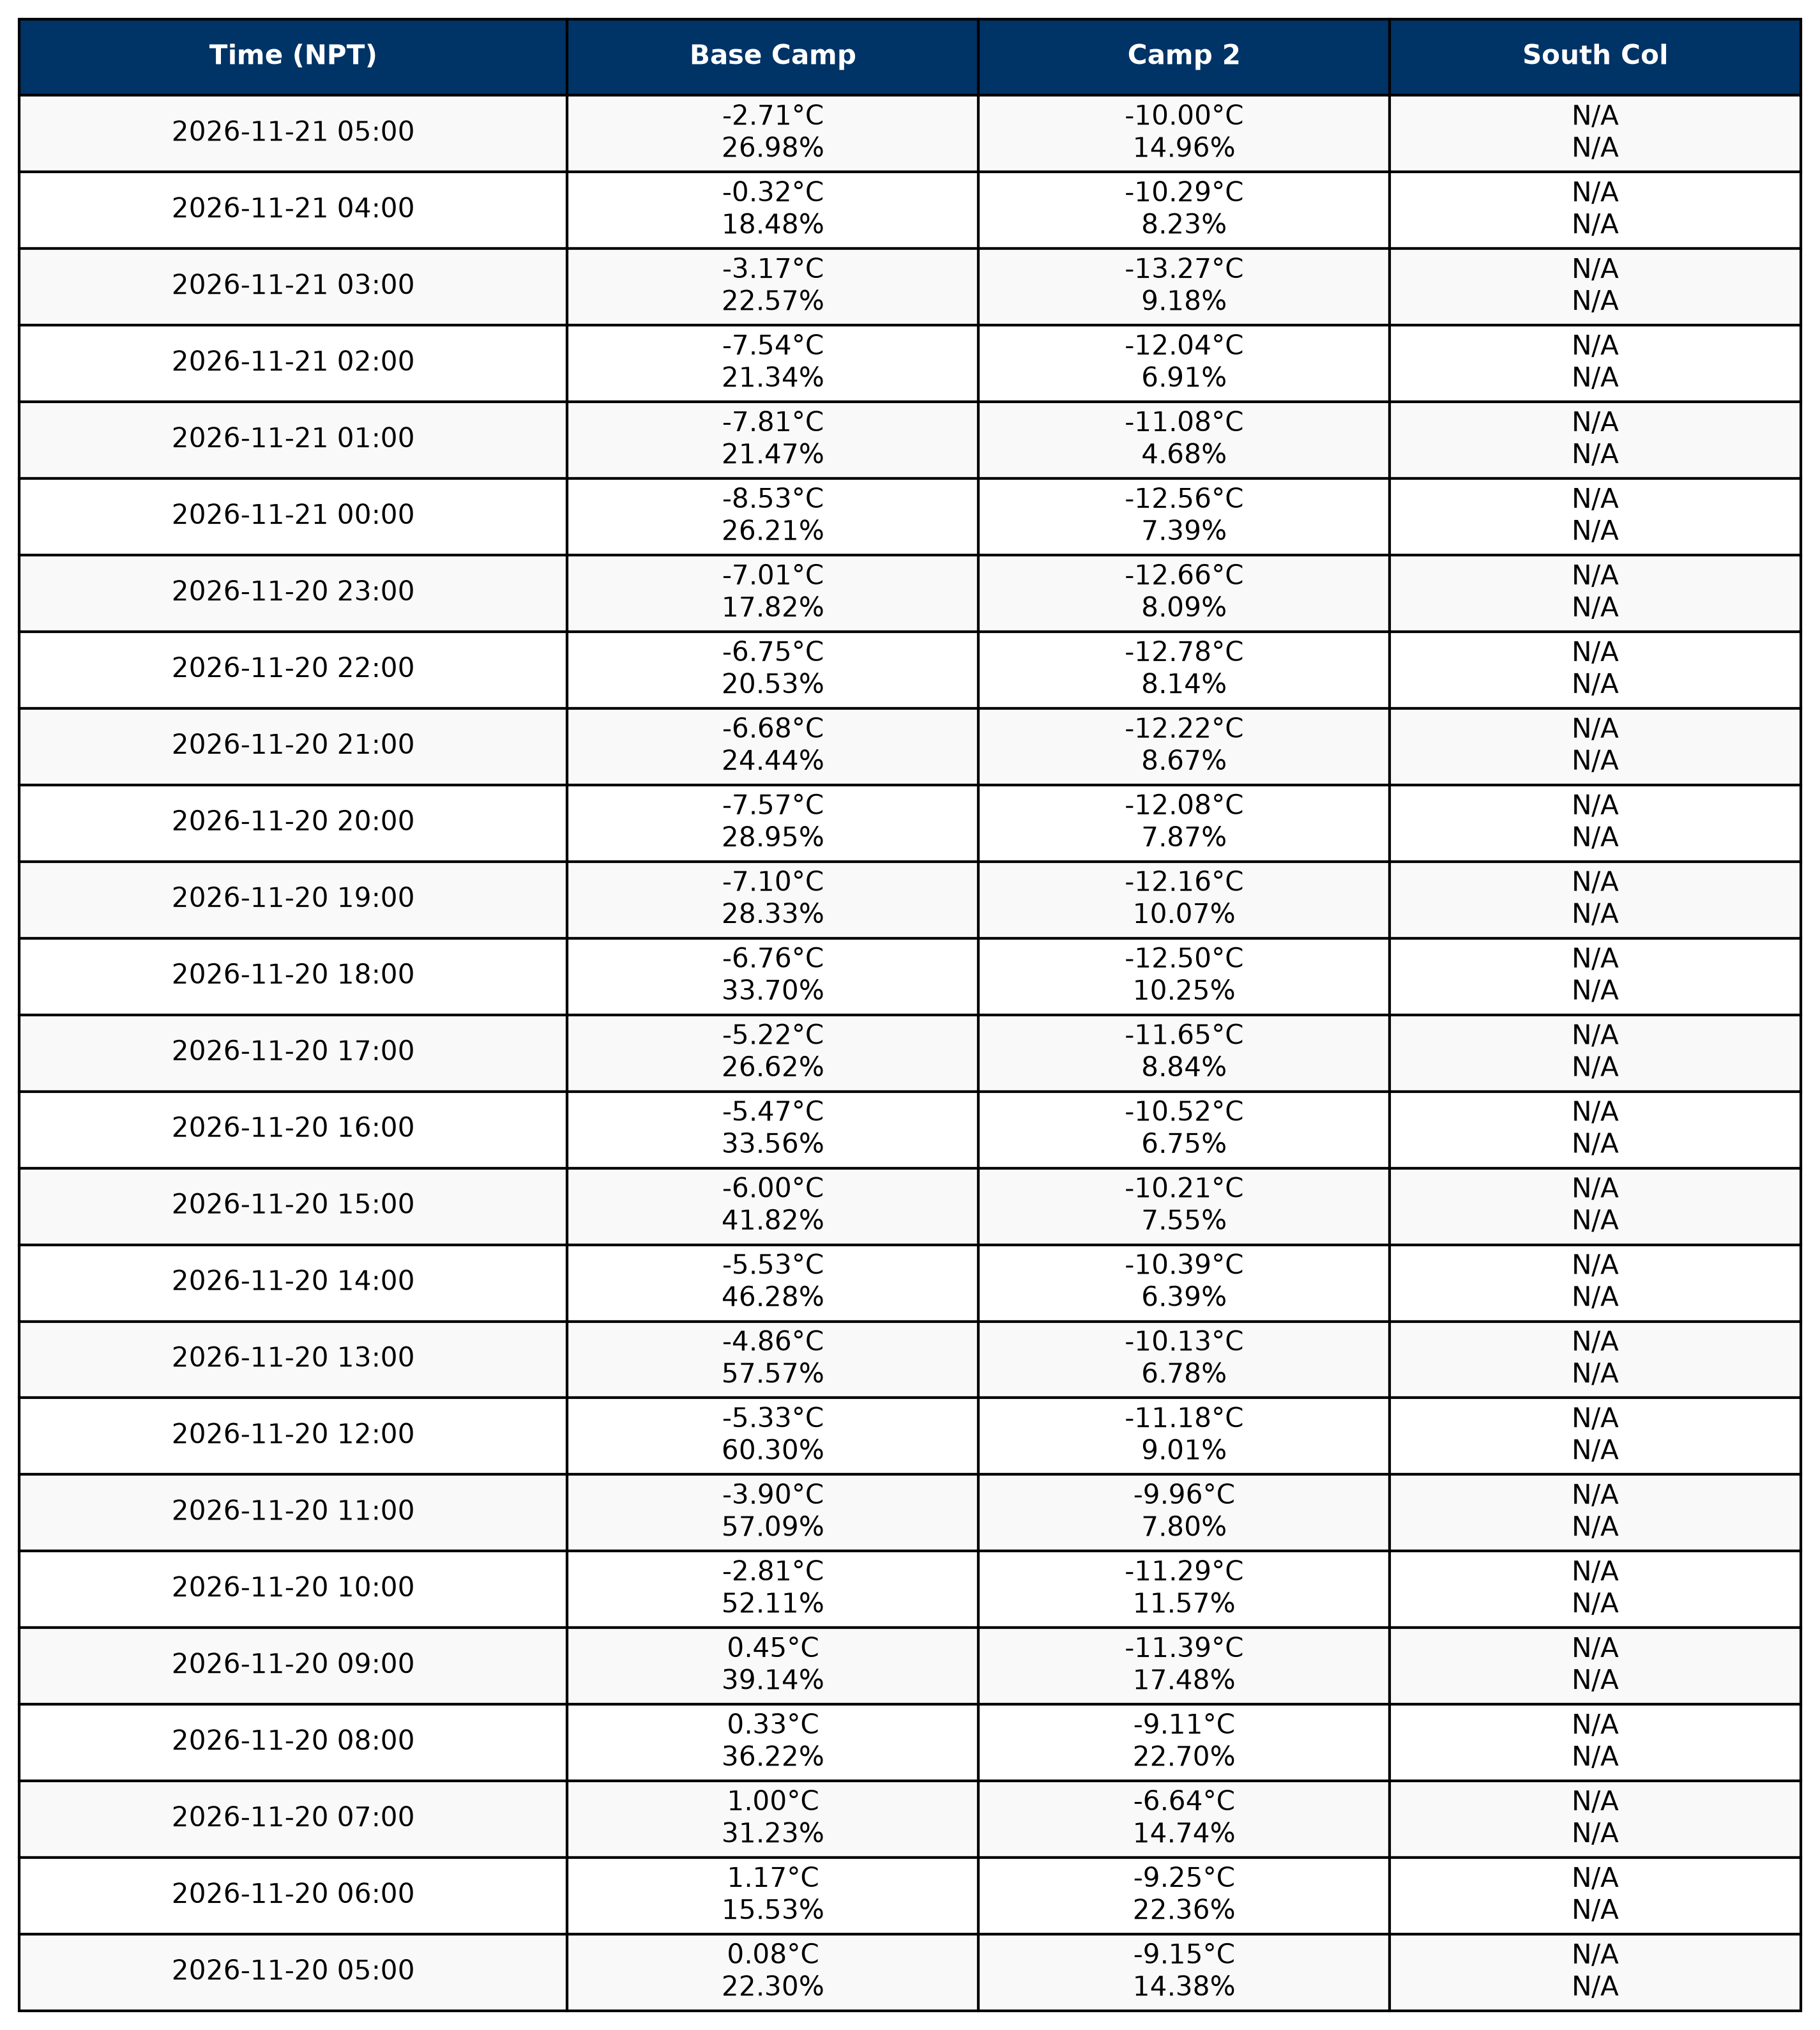 Time (NPT) Base Camp Camp 2 South Col
2026-11-21 05:00 -2.71°C -10.00°C N/A
26.98% 14.96% N/A
2026-11-21 04:00 -0.32°C -10.29°C N/A
18.48% 8.23% N/A
2026-11-21 03:00 -3.17°C -13.27°C N/A
22.57% 9.18% N/A
2026-11-21 02:00 -7.54°C -12.04°C N/A
21.34% 6.91% N/A
2026-11-21 01:00 -7.81°C -11.08°C N/A
21.47% 4.68% N/A
2026-11-21 00:00 -8.53°C -12.56°C N/A
26.21% 7.39% N/A
2026-11-20 23:00 -7.01°C -12.66°C N/A
17.82% 8.09% N/A
2026-11-20 22:00 -6.75°C -12.78°C N/A
20.53% 8.14% N/A
2026-11-20 21:00 -6.68°C -12.22°C N/A
24.44% 8.67% N/A
2026-11-20 20:00 -7.57°C -12.08°C N/A
28.95% 7.87% N/A
2026-11-20 19:00 -7.10°C -12.16°C N/A
28.33% 10.07% N/A
2026-11-20 18:00 -6.76°C -12.50°C N/A
33.70% 10.25% N/A
2026-11-20 17:00 -5.22°C -11.65°C N/A
26.62% 8.84% N/A
2026-11-20 16:00 -5.47°C -10.52°C N/A
33.56% 6.75% N/A
2026-11-20 15:00 -6.00°C -10.21°C N/A
41.82% 7.55% N/A
2026-11-20 14:00 -5.53°C -10.39°C N/A
46.28% 6.39% N/A
2026-11-20 13:00 -4.86°C -10.13°C N/A
57.57% 6.78% N/A
2026-11-20 12:00 -5.33°C -11.18°C N/A
60.30% 9.01% N/A
2026-11-20 11:00 -3.90°C -9.96°C N/A
57.09% 7.80% N/A
2026-11-20 10:00 -2.81°C -11.29°C N/A
52.11% 11.57% N/A
2026-11-20 09:00 0.45°C -11.39°C N/A
39.14% 17.48% N/A
2026-11-20 08:00 0.33°C -9.11°C N/A
36.22% 22.70% N/A
2026-11-20 07:00 1.00°C -6.64°C N/A
31.23% 14.74% N/A
2026-11-20 06:00 1.17°C -9.25°C N/A
15.53% 22.36% N/A
2026-11-20 05:00 0.08°C -9.15°C N/A
22.30% 14.38% N/A